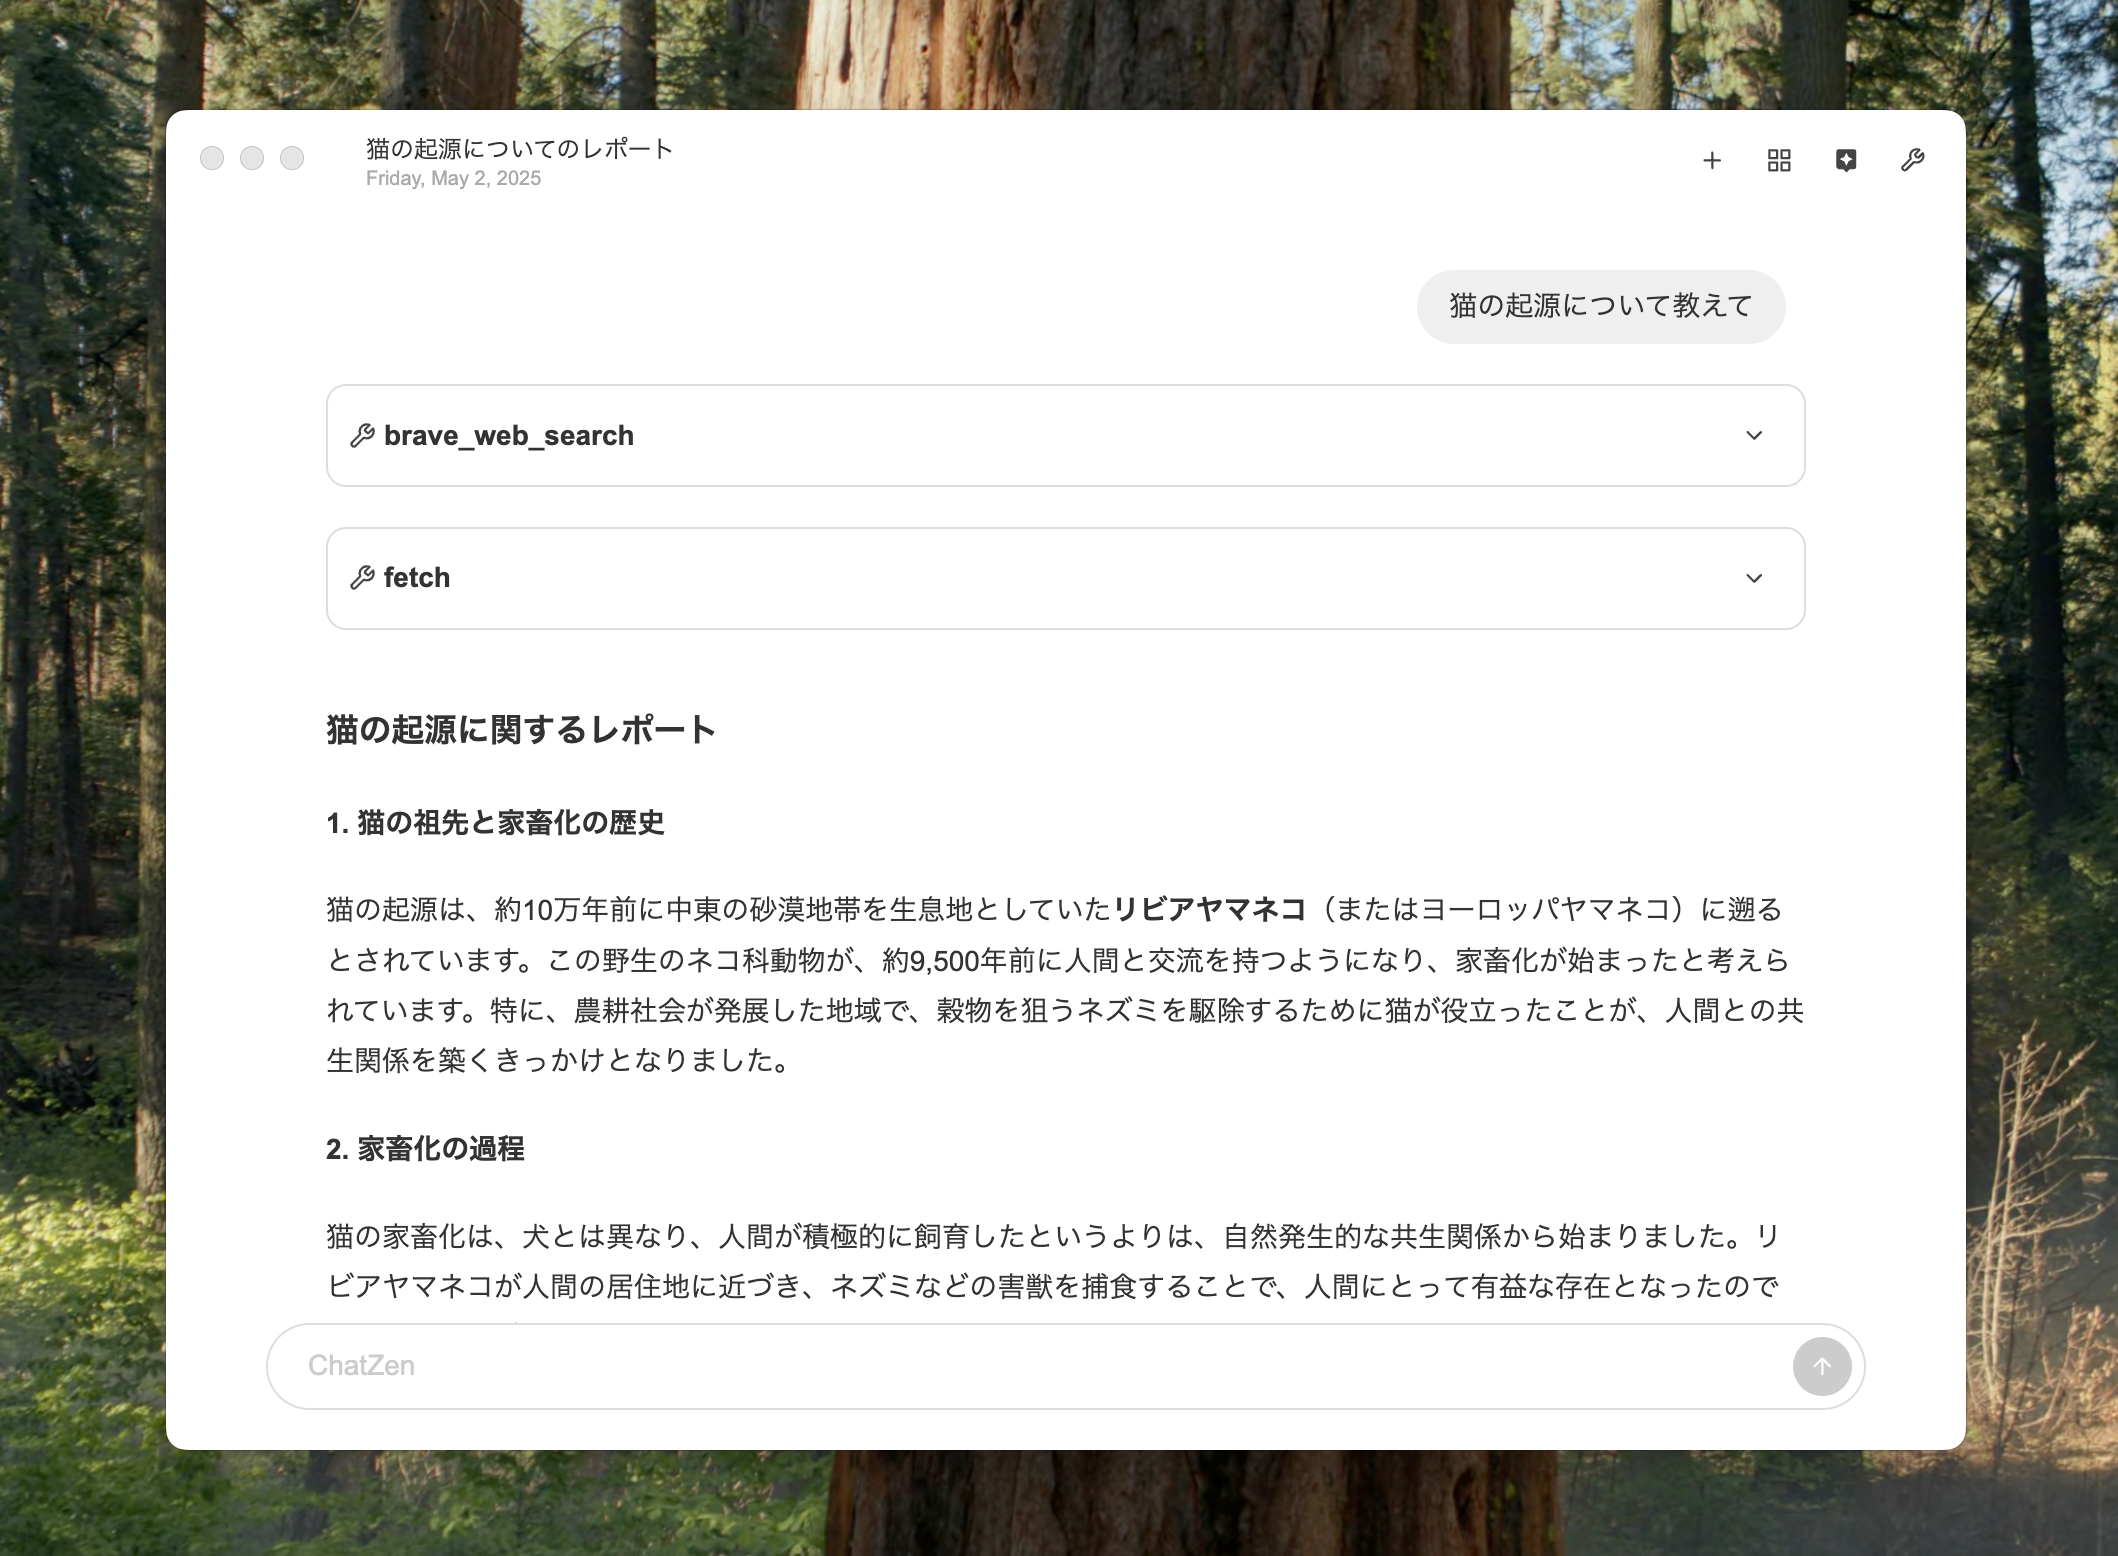 猫の起源についてのレポート
Friday, May 2, 2025
猫の起源について教えて
brave_web_search
fetch
猫の起源に関するレポート
1. 猫の祖先と家畜化の歴史
猫の起源は、約10万年前に中東の砂漠地帯を生息地としていたリビアヤマネコ（またはヨーロッパヤマネコ）に遡る
とされています。この野生のネコ科動物が、約9,500年前に人間と交流を持つようになり、家畜化が始まったと考えら
れています。特に、農耕社会が発展した地域で、穀物を狙うネズミを駆除するために猫が役立ったことが、人間との共
生関係を築くきっかけとなりました。
2. 家畜化の過程
猫の家畜化は、犬とは異なり、人間が積極的に飼育したというよりは、自然発生的な共生関係から始まりました。リ
ビアヤマネコが人間の居住地に近づき、ネズミなどの害獣を捕食することで、人間にとって有益な存在となったので
ChatZen